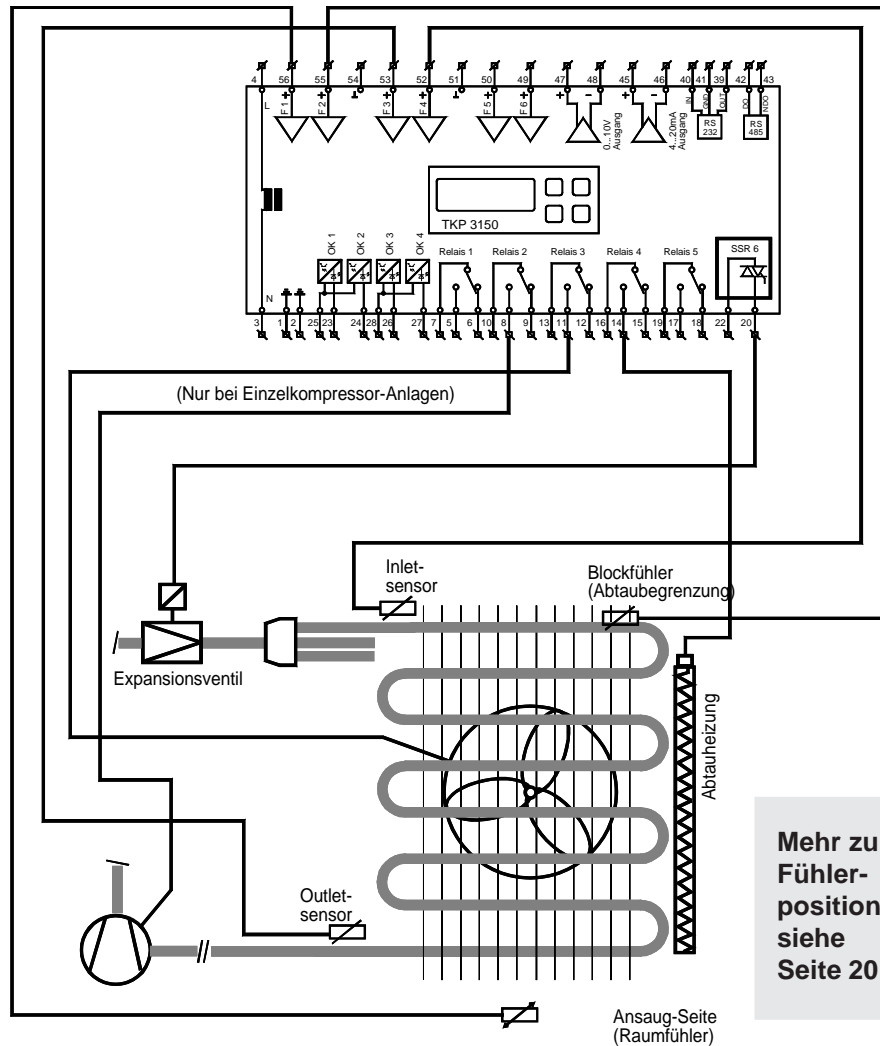 4 56 55 54 53 52 51 50 49 47 48 45 46 40 41 39 42 43
L F 1 + F 2 + F 3 + F 4 + F 5 + F 6 + + – + – IN GND OUT DO NDO
0...10V
Ausgang
4...20mA
Ausgang
RS
232
RS
485
TKP 3150
OK 1 OK 2 OK 3 OK 4
Relais 1 Relais 2 Relais 3 Relais 4 Relais 5
SSR 6
N
3 1 2 25 23 24 28 26 27 7 5 6 10 8 9 13 11 12 16 14 15 19 17 18 22 20
(Nur bei Einzelkompressor-Anlagen)
Inlet-
sensor
Blockfühler
(Abtaubegrenzung)
Expansionsventil
Abtauheizung
Outlet-
sensor
Mehr zu
Fühler-
position
siehe
Seite 20
Ansaug-Seite
(Raumfühler)